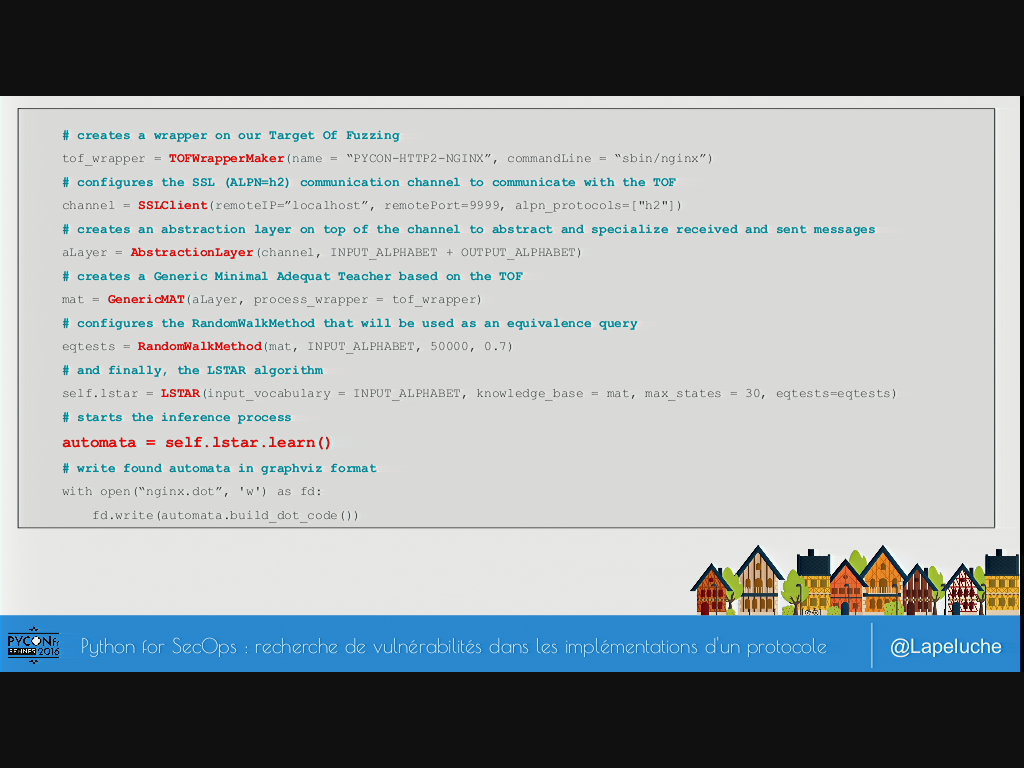 # creates a wrapper on our Target Of Fuzzing
tof_wrapper = TOFWrapperMaker(name = “PYCON-HTTP2-NGINX”, commandLine = “sbin/nginx”)
# configures the SSL (ALPN=h2) communication channel to communicate with the TOF
channel = SSLClient(remoteIP=”localhost”, remotePort=9999, alpn_protocols=["h2"])
# creates an abstraction layer on top of the channel to abstract and specialize received and sent messages
aLayer = AbstractionLayer(channel, INPUT_ALPHABET + OUTPUT_ALPHABET)
# creates a Generic Minimal Adequat Teacher based on the TOF
mat = GenericMAT(aLayer, process_wrapper = tof_wrapper)
# configures the RandomWalkMethod that will be used as an equivalence query
eqtests = RandomWalkMethod(mat, INPUT_ALPHABET, 50000, 0.7)
# and finally, the LSTAR algorithm
self.lstar = LSTAR(input_vocabulary = INPUT_ALPHABET, knowledge_base = mat, max_states = 30, eqtests=eqtests)
# starts the inference process
automata = self.lstar.learn()
# write found automata in graphviz format
with open(“nginx.dot”, 'w') as fd:
    fd.write(automata.build_dot_code())
PYCON.fr
RENNES 2016
Python for SecOps : recherche de vulnérabilités dans les implémentations d'un protocole
@Lapeluche